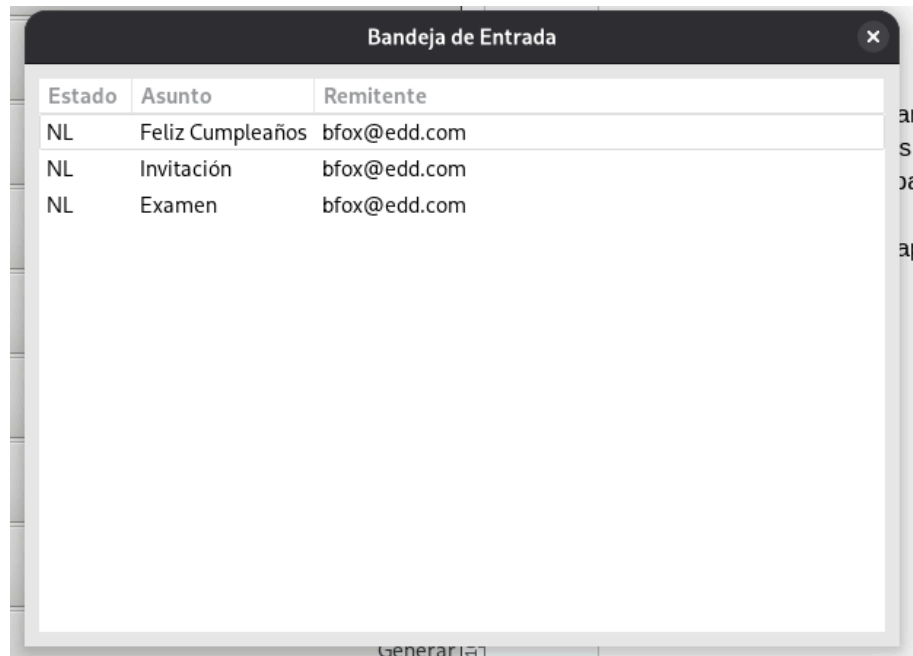 Bandeja de Entrada
Estado Asunto Remitente
NL Feliz Cumpleaños bfox@edd.com
NL Invitación bfox@edd.com
NL Examen bfox@edd.com
Generar